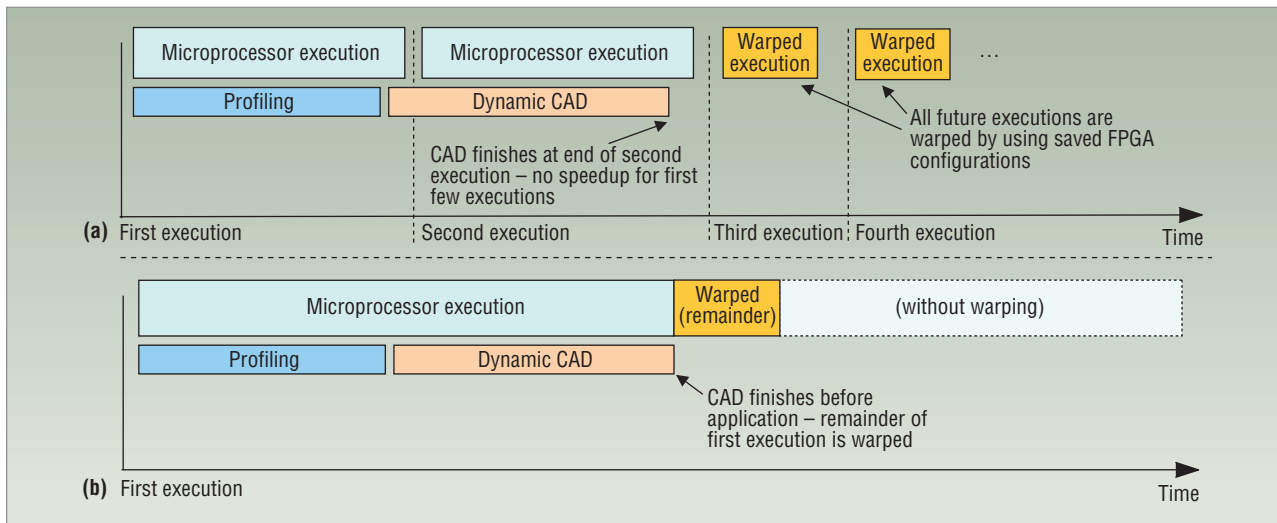 Microprocessor execution
Microprocessor execution
Warped
execution
Warped
execution
...
Profiling
Dynamic CAD
CAD finishes at end of second
execution – no speedup for first
few executions
All future executions are
warped by using saved FPGA
configurations
(a) First execution
Second execution
Third execution
Fourth execution
Time
Microprocessor execution
Warped
(remainder)
(without warping)
Profiling
Dynamic CAD
CAD finishes before
application – remainder of
first execution is warped
(b) First execution
Time